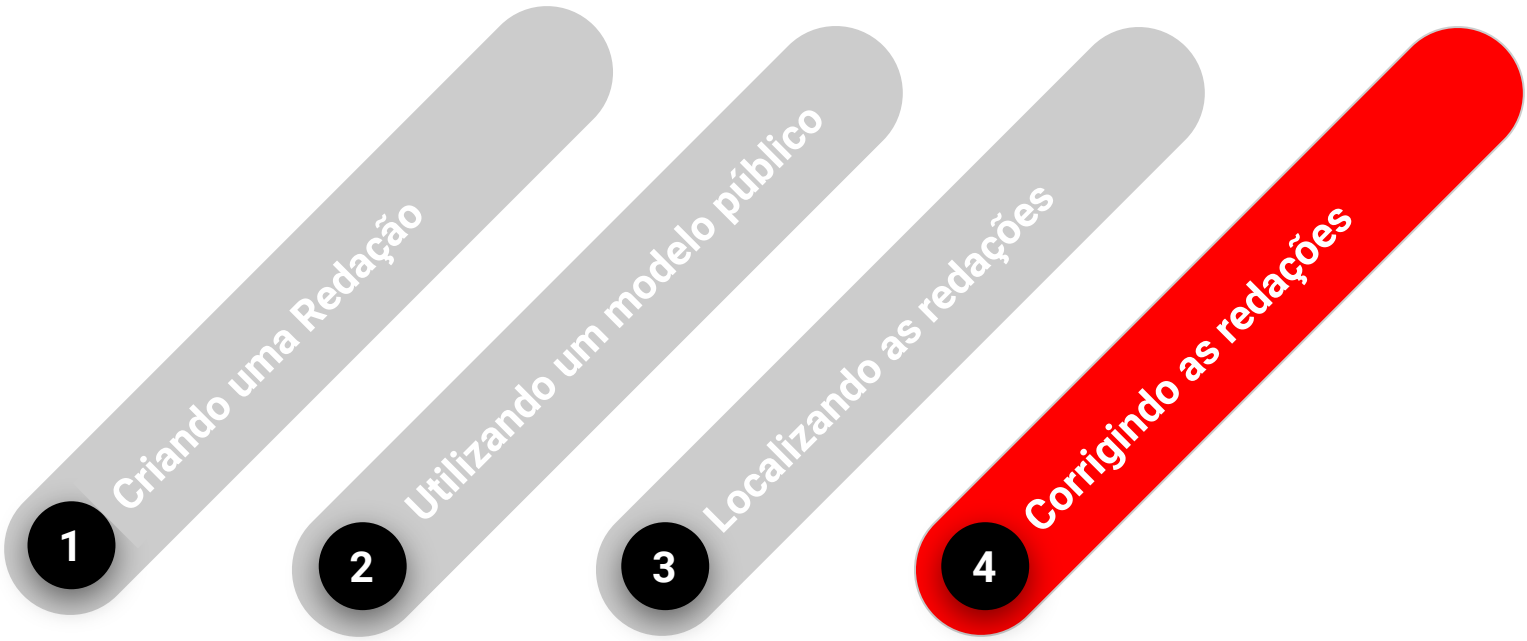 1
Criando uma Redação
2
Utilizando um modelo público
3
Localizando as redações
4
Corrigindo as redações